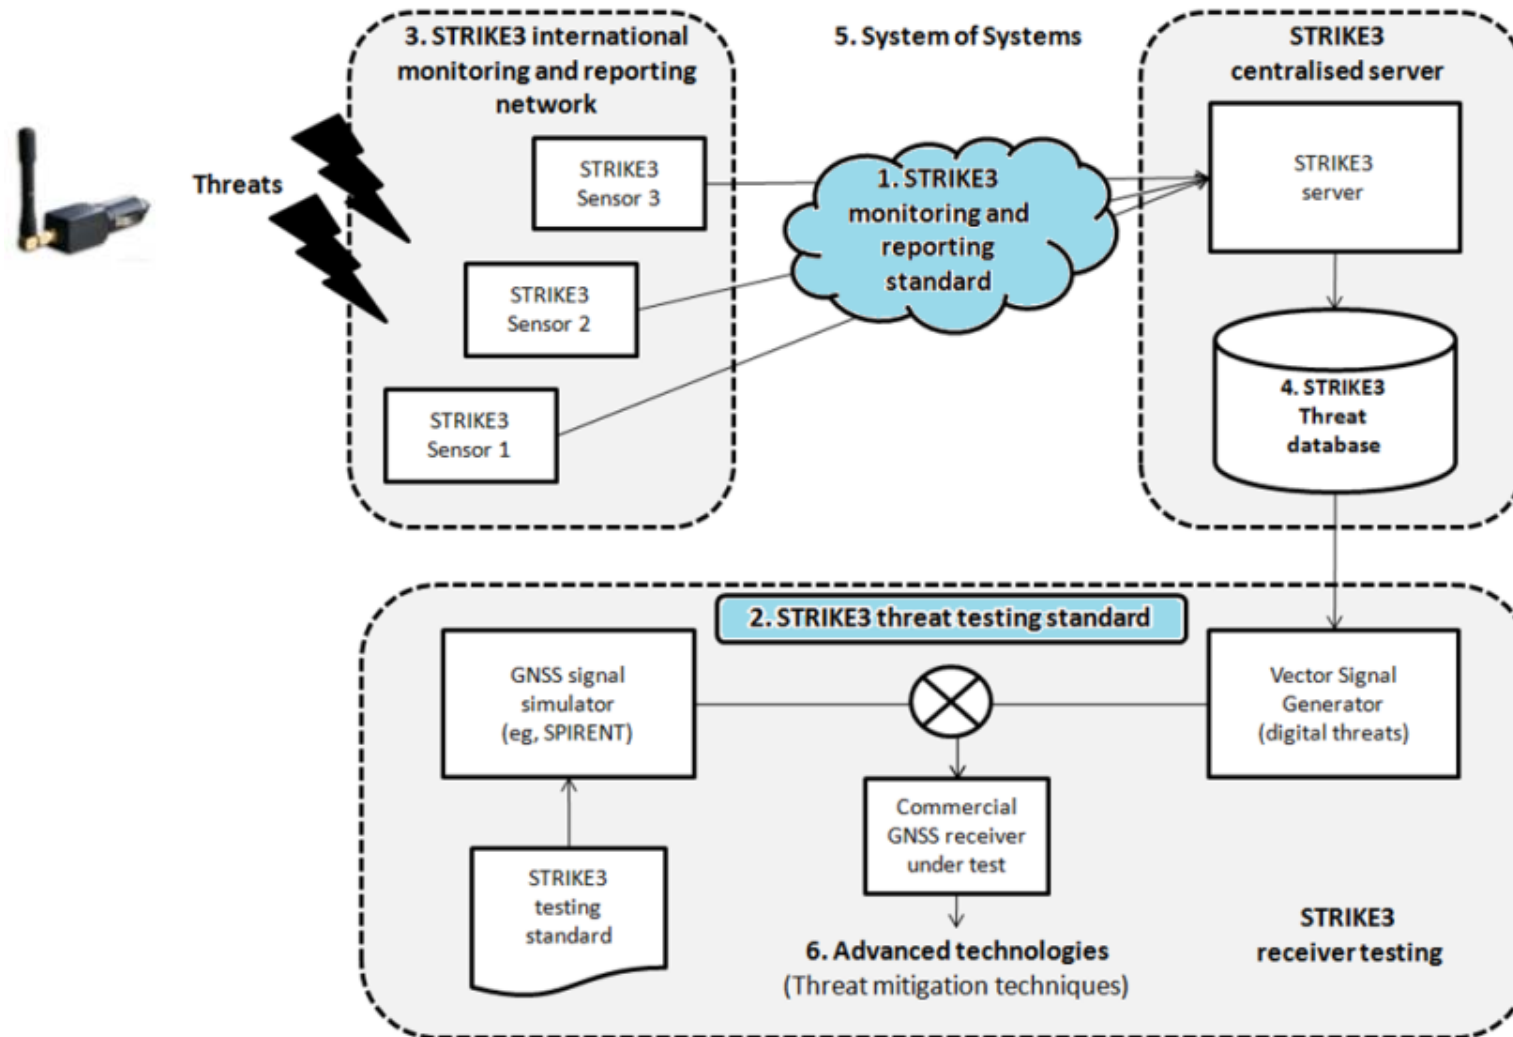 3. STRIKE3 international
monitoring and reporting
network
5. System of Systems
STRIKE3
centralised server
Threats
STRIKE3
Sensor 3
STRIKE3
Sensor 2
STRIKE3
Sensor 1
1. STRIKE3
monitoring and
reporting
standard
STRIKE3
server
4. STRIKE3
Threat
database
2. STRIKE3 threat testing standard
GNSS signal
simulator
(eg, SPIRENT)
Vector Signal
Generator
(digital threats)
Commercial
GNSS receiver
under test
STRIKE3
testing
standard
6. Advanced technologies
(Threat mitigation techniques)
STRIKE3
receiver testing